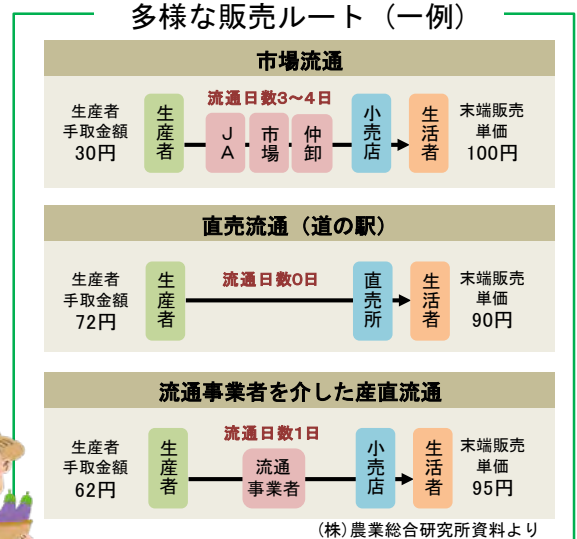 多様な販売ルート（一例）
市場流通
生産者
手取金額
30円
生産者
流通日数3～4日
JA
市場
仲卸
小売店
生活者
末端販売
単価
100円
直売流通（道の駅）
生産者
手取金額
72円
生産者
流通日数0日
直売所
生活者
末端販売
単価
90円
流通事業者を介した産直流通
生産者
手取金額
62円
生産者
流通日数1日
流通
事業者
小売店
生活者
末端販売
単価
95円
(株)農業総合研究所資料より